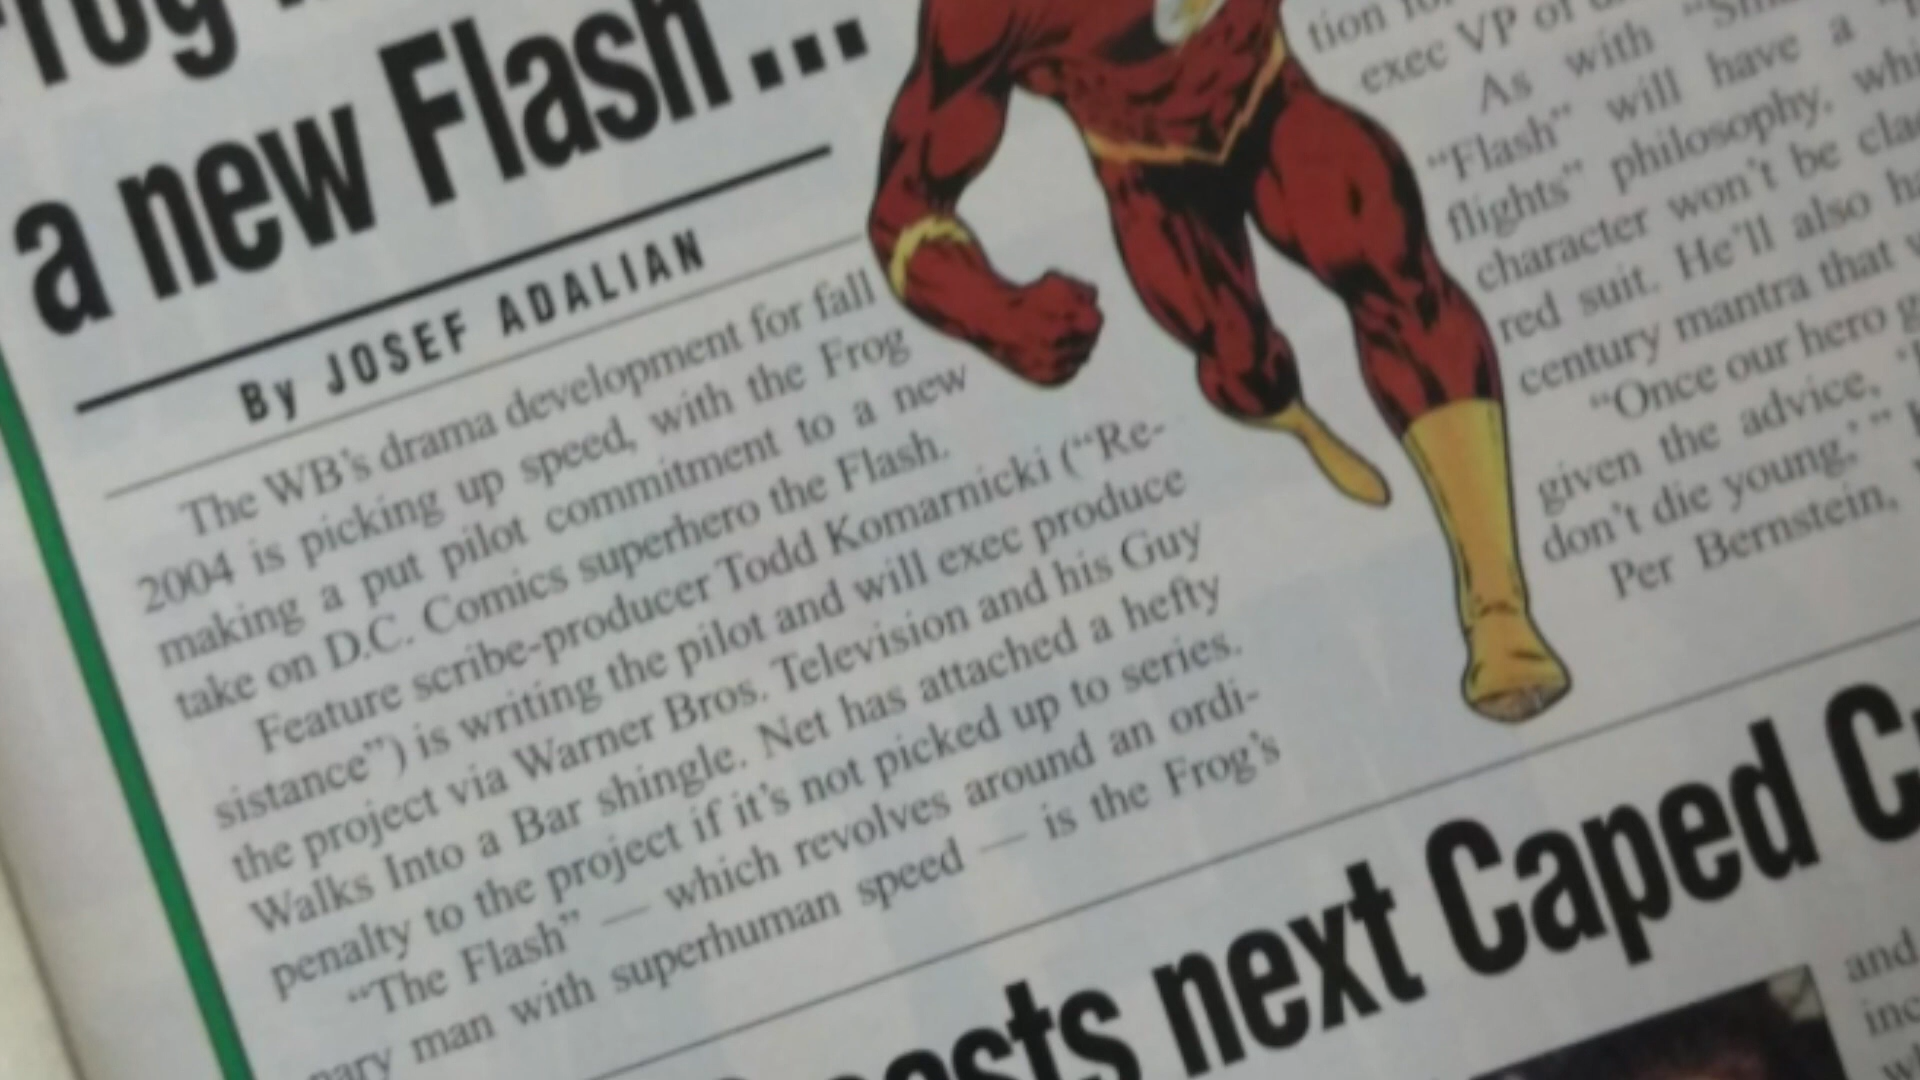 a new Flash...
By JOSEF ADALIAN
The WB's drama development for fall
2004 is picking up speed, with the Frog
making a put pilot commitment to a new
take on D.C. Comics superhero the Flash.
Feature scribe-producer Todd Komarnicki ("Re-
sistance") is writing the pilot and will exec produce
the project via Warner Bros. Television and his Guy
Walks Into a Bar shingle. Net has attached a hefty
penalty to the project if it's not picked up to series.
"The Flash" — which revolves around an ordi-
nary man with superhuman speed — is the Frog's
tion
exec VP of
As with
"Flash" will have a
flights" philosophy,
character won't be
red suit. He'll also
century mantra that
"Once our hero
given the advice,
don't die young.'"
Per Bernstein,
next Caped
and